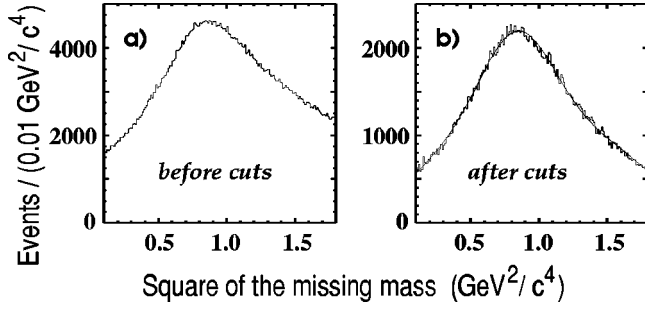 Events / (0.01 GeV2/ c4)
4000
2000
0
a)
before cuts
0.5 1.0 1.5
2000
1000
0
b)
after cuts
0.5 1.0 1.5
Square of the missing mass (GeV2/ c4)